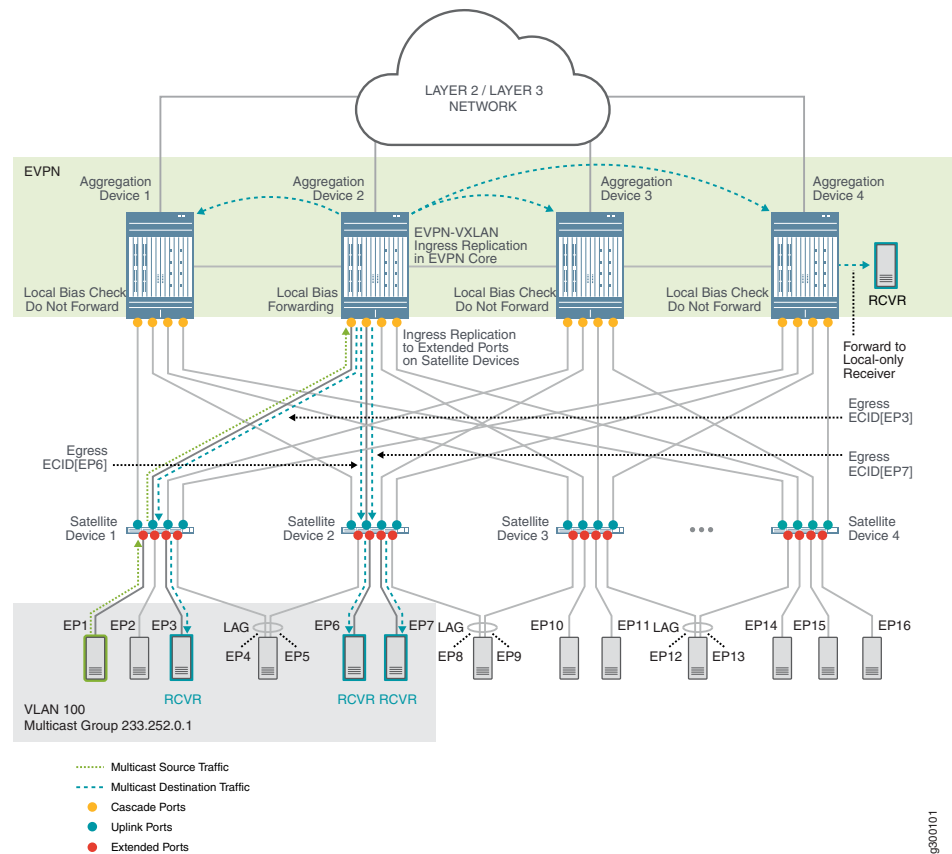 LAYER 2 / LAYER 3
NETWORK
EVPN
Aggregation
Device 1
Aggregation
Device 2
Aggregation
Device 3
Aggregation
Device 4
EVPN-VXLAN
Ingress Replication
in EVPN Core
Local Bias Check
Do Not Forward
Local Bias
Forwarding
Local Bias Check
Do Not Forward
Local Bias Check
Do Not Forward
RCVR
Ingress Replication
to Extended Ports
on Satellite Devices
Forward to
Local-only
Receiver
Egress
ECID[EP3]
Egress
ECID[EP6]
Egress
ECID[EP7]
Satellite
Device 1
Satellite
Device 2
Satellite
Device 3
Satellite
Device 4
EP1
EP2
EP3
LAG
EP4
EP5
EP6
EP7
LAG
EP8
EP9
EP10
EP11
LAG
EP12
EP13
EP14
EP15
EP16
RCVR
RCVR
RCVR
VLAN 100
Multicast Group 233.252.0.1
Multicast Source Traffic
Multicast Destination Traffic
Cascade Ports
Uplink Ports
Extended Ports
g300101